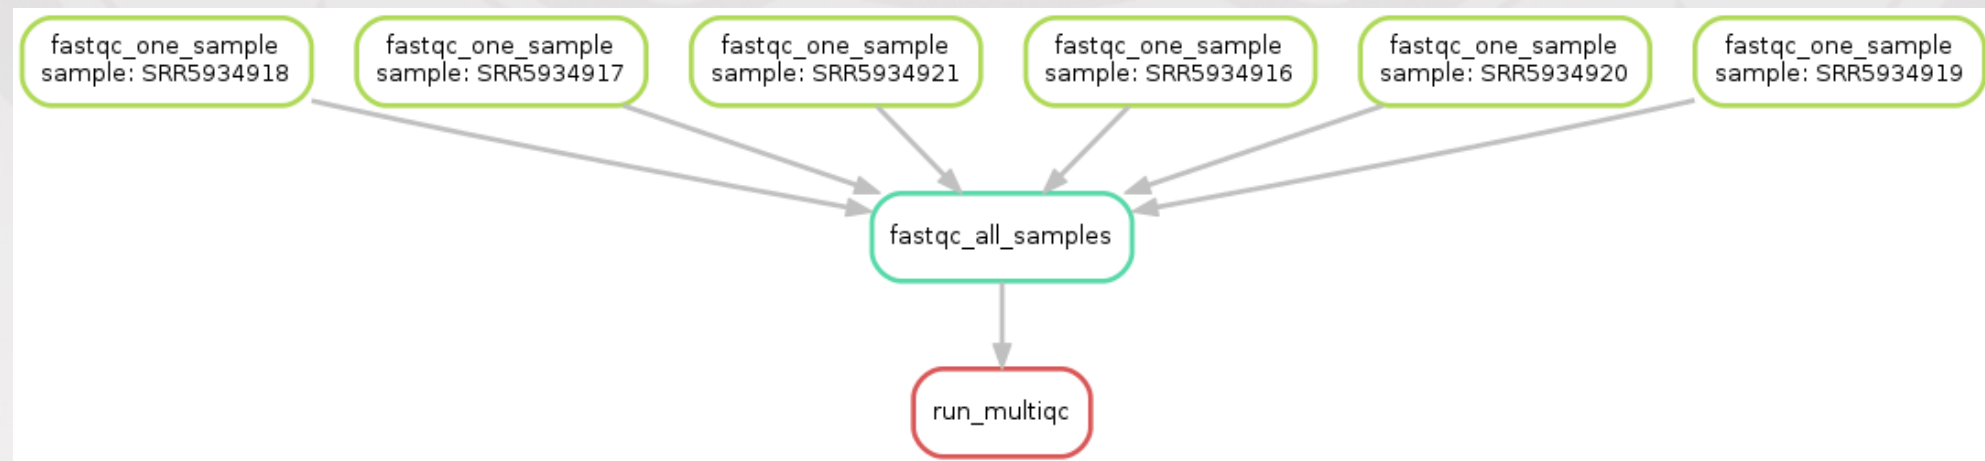 fastqc_one_sample
sample: SRR5934918
fastqc_one_sample
sample: SRR5934917
fastqc_one_sample
sample: SRR5934921
fastqc_one_sample
sample: SRR5934916
fastqc_one_sample
sample: SRR5934920
fastqc_one_sample
sample: SRR5934919
fastqc_all_samples
run_multiqc